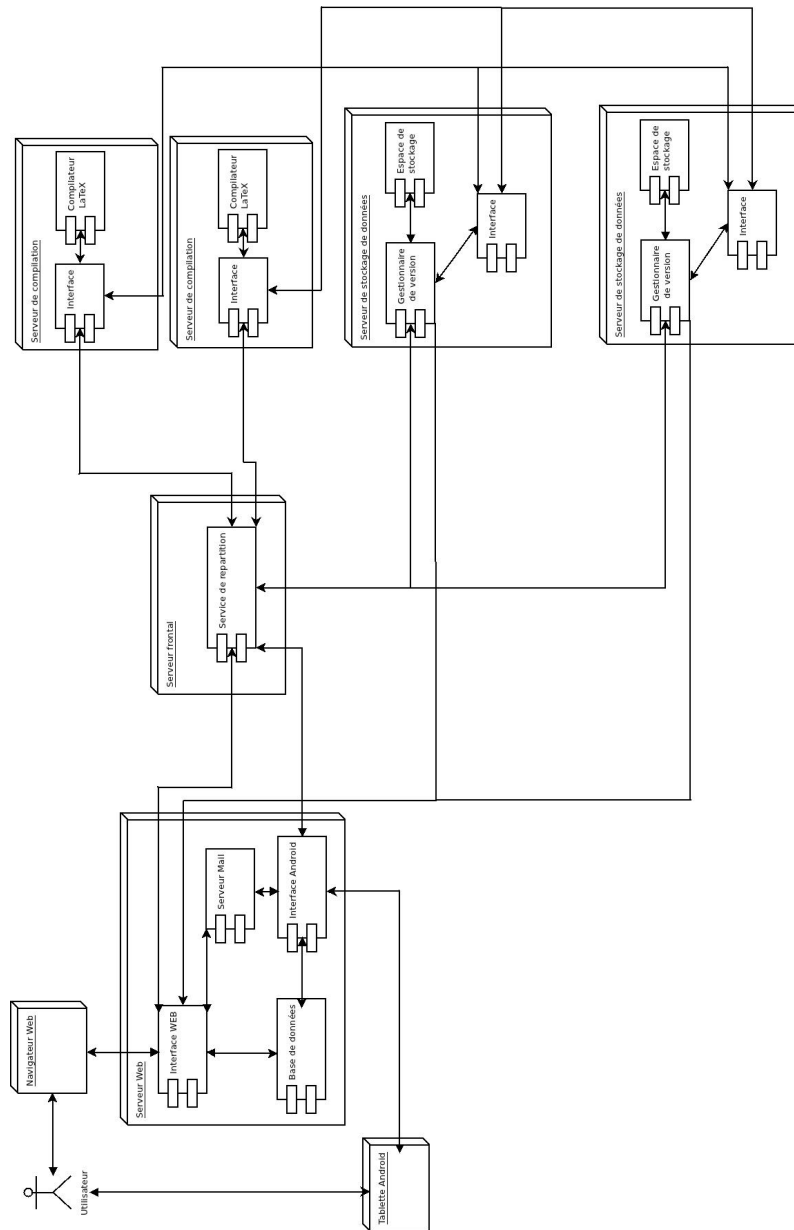 Utilisateur
Navigateur Web
Tablette Android
Serveur Web
Interface WEB
Base de données
Serveur Mail
Interface Android
Serveur frontal
Service de repartition
Serveur de compilation
Interface
Compilateur
LaTeX
Serveur de compilation
Interface
Compilateur
LaTeX
Serveur de stockage de données
Gestionnaire
de version
Espace de
stockage
Interface
Serveur de stockage de données
Gestionnaire
de version
Espace de
stockage
Interface